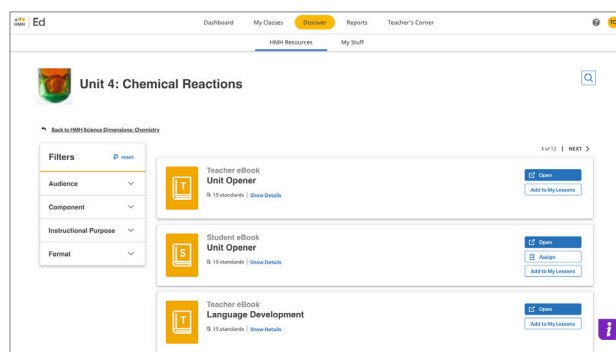 HMH Ed
Dashboard My Classes Discover Reports Teacher's Corner
TC
HMH Resources My Stuff
Unit 4: Chemical Reactions
Back to HMH Science Dimensions: Chemistry
1 of 12 | NEXT
Filters reset
Audience
Component
Instructional Purpose
Format
Teacher eBook
Unit Opener
15 standards | Show Details
Open
Add to My Lessons
Student eBook
Unit Opener
15 standards | Show Details
Open
Assign
Add to My Lessons
Teacher eBook
Language Development
15 standards | Show Details
Open
Add to My Lessons